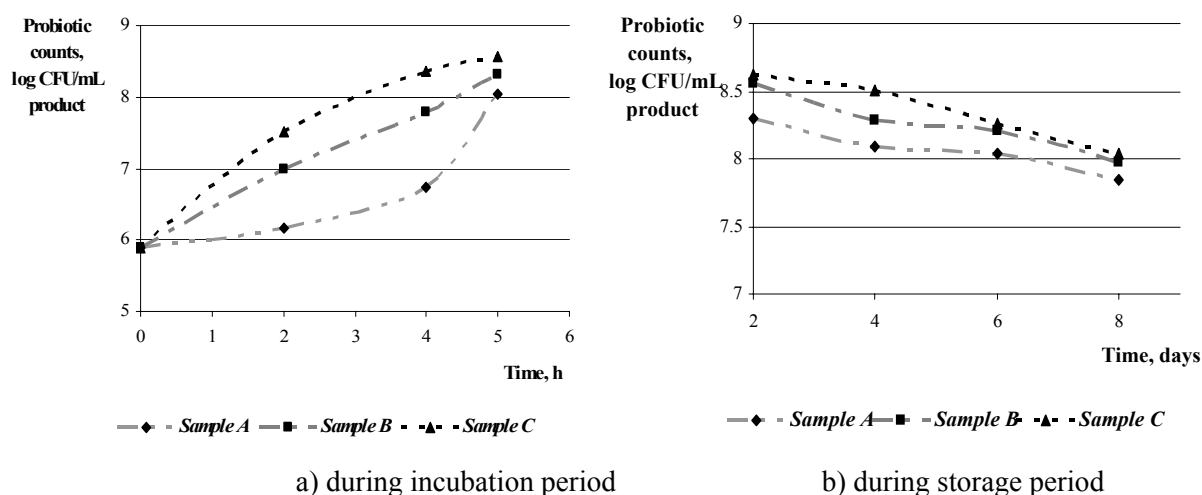 Probiotic
counts,
log CFU/mL
product
9
8
7
6
5
0 1 2 3 4 5 6
Time, h
Sample A Sample B Sample C
a) during incubation period
Probiotic
counts,
log CFU/mL
product
9
8.5
8
7.5
7
2 4 6 8
Time, days
Sample A Sample B Sample C
b) during storage period